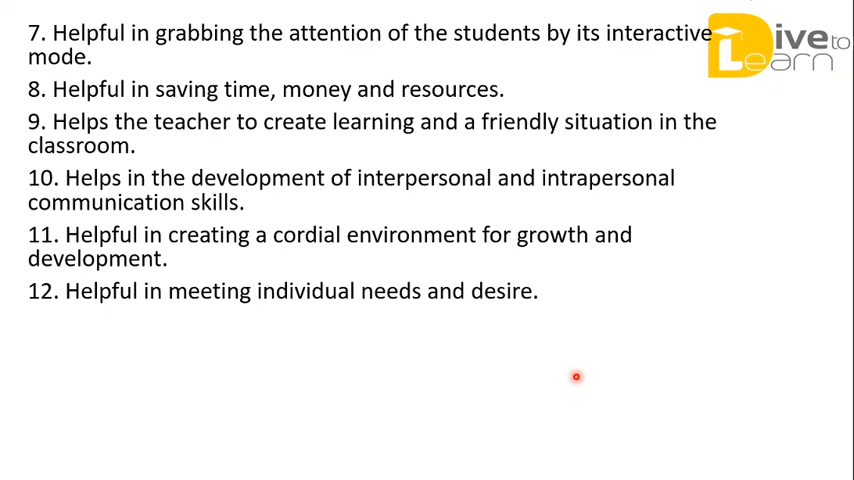 7. Helpful in grabbing the attention of the students by its interactive
mode.
8. Helpful in saving time, money and resources.
9. Helps the teacher to create learning and a friendly situation in the
classroom.
10. Helps in the development of interpersonal and intrapersonal
communication skills.
11. Helpful in creating a cordial environment for growth and
development.
12. Helpful in meeting individual needs and desire.
Dive to
Learn